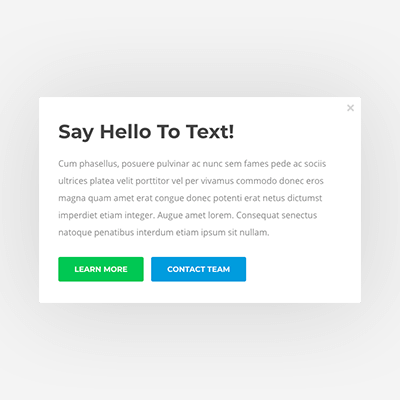 Say Hello To Text!
Cum phasellus, posuere pulvinar ac nunc sem fames pede ac sociis
ultrices platea velit porttitor vel per vivamus commodo donec eros
magna quam amet erat congue donec potenti erat netus dictumst
imperdiet etiam integer. Augue amet lorem. Consequat senectus
natoque penatibus interdum etiam ipsum sit nullam.
LEARN MORE
CONTACT TEAM